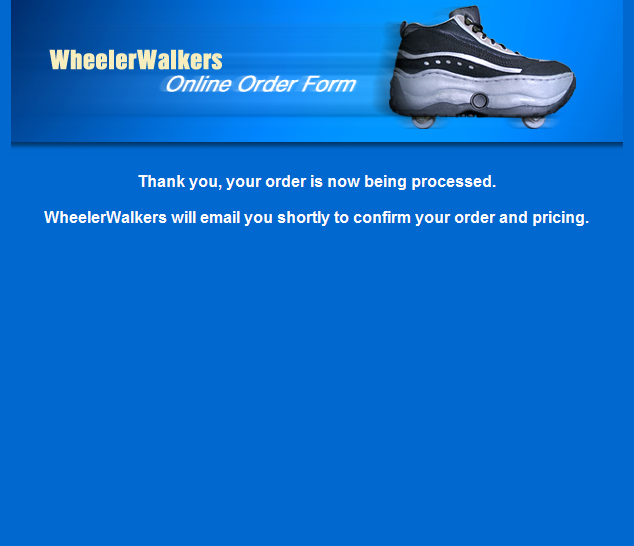 WheelerWalkers
Online Order Form
Thank you, your order is now being processed.
WheelerWalkers will email you shortly to confirm your order and pricing.